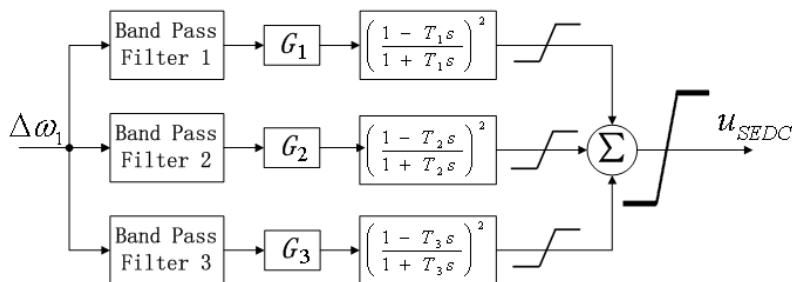 Band Pass
Filter 1
G₁
( (1 - T₁s) / (1 + T₁s) )²
Δω₁
Band Pass
Filter 2
G₂
( (1 - T₂s) / (1 + T₂s) )²
Σ
u_SEDC
Band Pass
Filter 3
G₃
( (1 - T₃s) / (1 + T₃s) )²